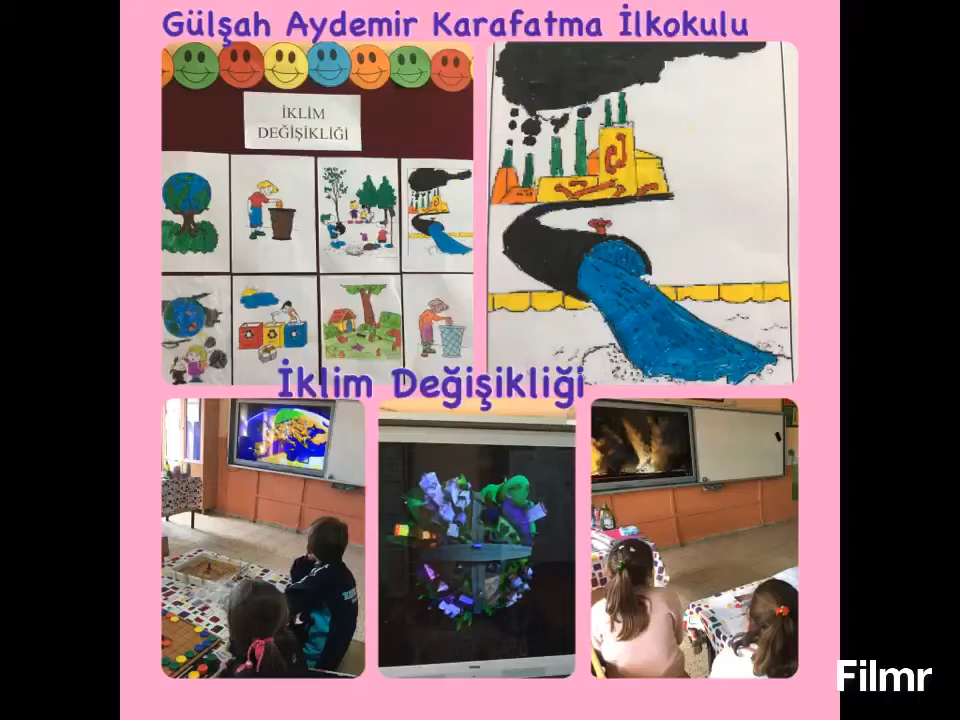 Gülşah Aydemir Karafatma İlkokulu
İKLİM
DEĞİŞİKLİĞİ
İklim Değişikliği
Filmr